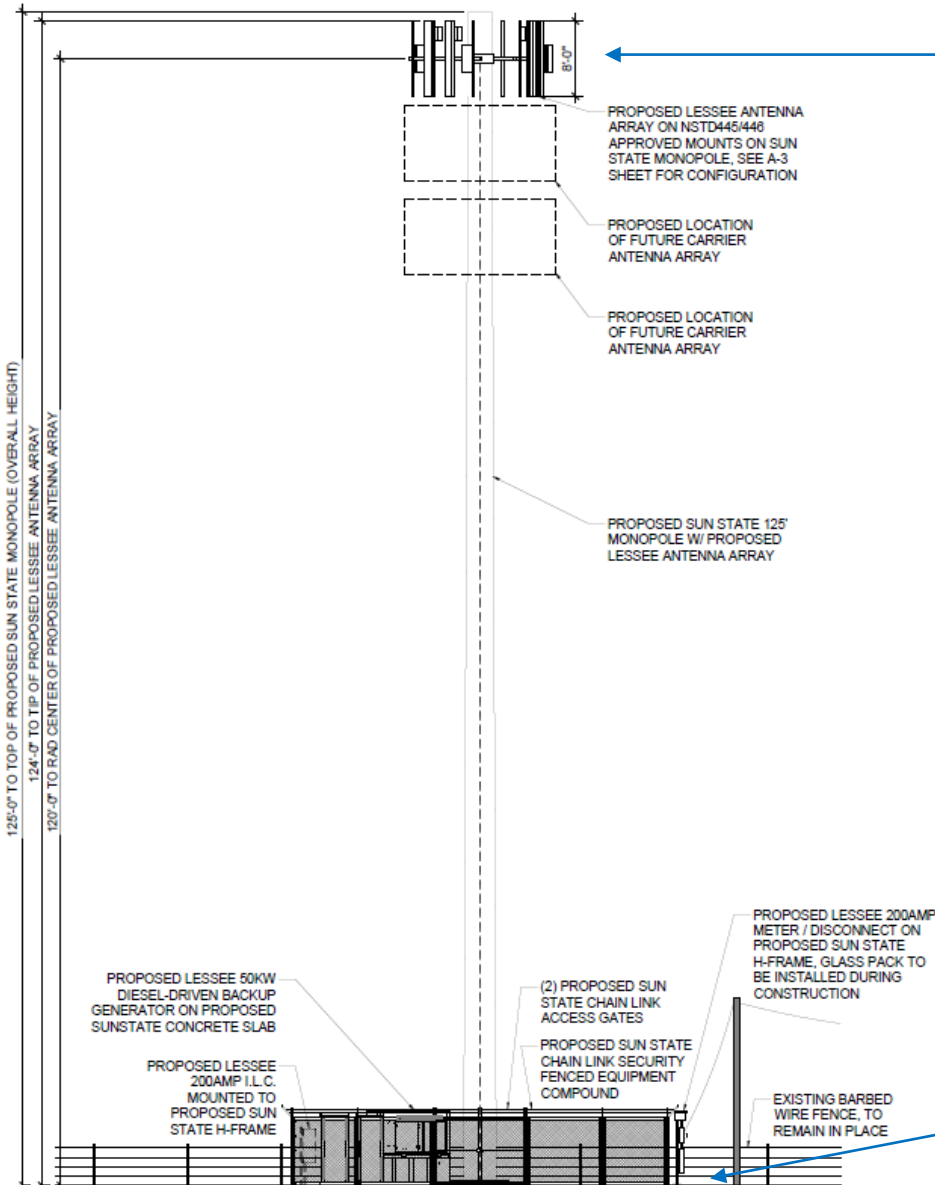 8'-0"
PROPOSED LESSEE ANTENNA
ARRAY ON NSTD445/446
APPROVED MOUNTS ON SUN
STATE MONOPOLE, SEE A-3
SHEET FOR CONFIGURATION
PROPOSED LOCATION
OF FUTURE CARRIER
ANTENNA ARRAY
PROPOSED LOCATION
OF FUTURE CARRIER
ANTENNA ARRAY
125'-0" TO TOP OF PROPOSED SUN STATE MONOPOLE (OVERALL HEIGHT)
124'-0" TO TIP OF PROPOSED LESSEE ANTENNA ARRAY
120'-0" TO RAD CENTER OF PROPOSED LESSEE ANTENNA ARRAY
PROPOSED SUN STATE 125'
MONOPOLE W/ PROPOSED
LESSEE ANTENNA ARRAY
PROPOSED LESSEE 200AMP
METER / DISCONNECT ON
PROPOSED SUN STATE
H-FRAME, GLASS PACK TO
BE INSTALLED DURING
CONSTRUCTION
PROPOSED LESSEE 50KW
DIESEL-DRIVEN BACKUP
GENERATOR ON PROPOSED
SUNSTATE CONCRETE SLAB
(2) PROPOSED SUN
STATE CHAIN LINK
ACCESS GATES
PROPOSED SUN STATE
CHAIN LINK SECURITY
FENCED EQUIPMENT
COMPOUND
PROPOSED LESSEE
200AMP I.L.C.
MOUNTED TO
PROPOSED SUN
STATE H-FRAME
EXISTING BARBED
WIRE FENCE, TO
REMAIN IN PLACE